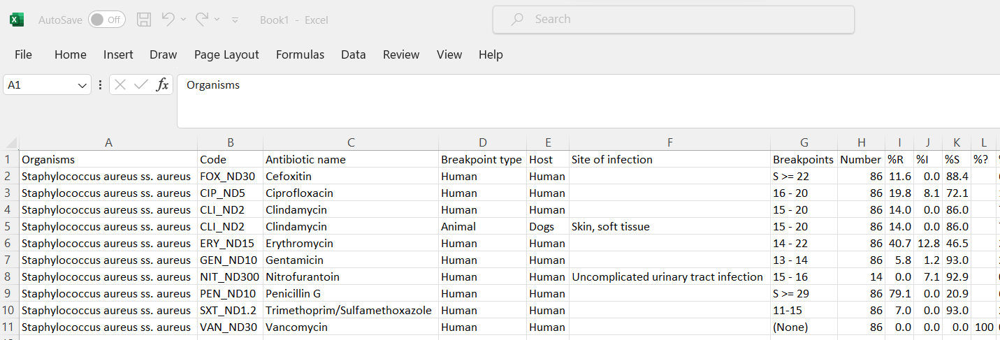 AutoSave Off Book1 - Excel Search
File Home Insert Draw Page Layout Formulas Data Review View Help
A1 fx Organisms
A B C D E F G H I J K L
1 Organisms Code Antibiotic name Breakpoint type Host Site of infection Breakpoints Number %R %I %S %?
2 Staphylococcus aureus ss. aureus FOX_ND30 Cefoxitin Human Human S >= 22 86 11.6 0.0 88.4
3 Staphylococcus aureus ss. aureus CIP_ND5 Ciprofloxacin Human Human 16 - 20 86 19.8 8.1 72.1
4 Staphylococcus aureus ss. aureus CLI_ND2 Clindamycin Human Human 15 - 20 86 14.0 0.0 86.0
5 Staphylococcus aureus ss. aureus CLI_ND2 Clindamycin Animal Dogs Skin, soft tissue 15 - 20 86 14.0 0.0 86.0
6 Staphylococcus aureus ss. aureus ERY_ND15 Erythromycin Human Human 14 - 22 86 40.7 12.8 46.5
7 Staphylococcus aureus ss. aureus GEN_ND10 Gentamicin Human Human 13 - 14 86 5.8 1.2 93.0
8 Staphylococcus aureus ss. aureus NIT_ND300 Nitrofurantoin Human Human Uncomplicated urinary tract infection 15 - 16 14 0.0 7.1 92.9
9 Staphylococcus aureus ss. aureus PEN_ND10 Penicillin G Human Human S >= 29 86 79.1 0.0 20.9
10 Staphylococcus aureus ss. aureus SXT_ND1.2 Trimethoprim/Sulfamethoxazole Human Human 11-15 86 7.0 0.0 93.0
11 Staphylococcus aureus ss. aureus VAN_ND30 Vancomycin Human Human (None) 86 0.0 0.0 0.0 100